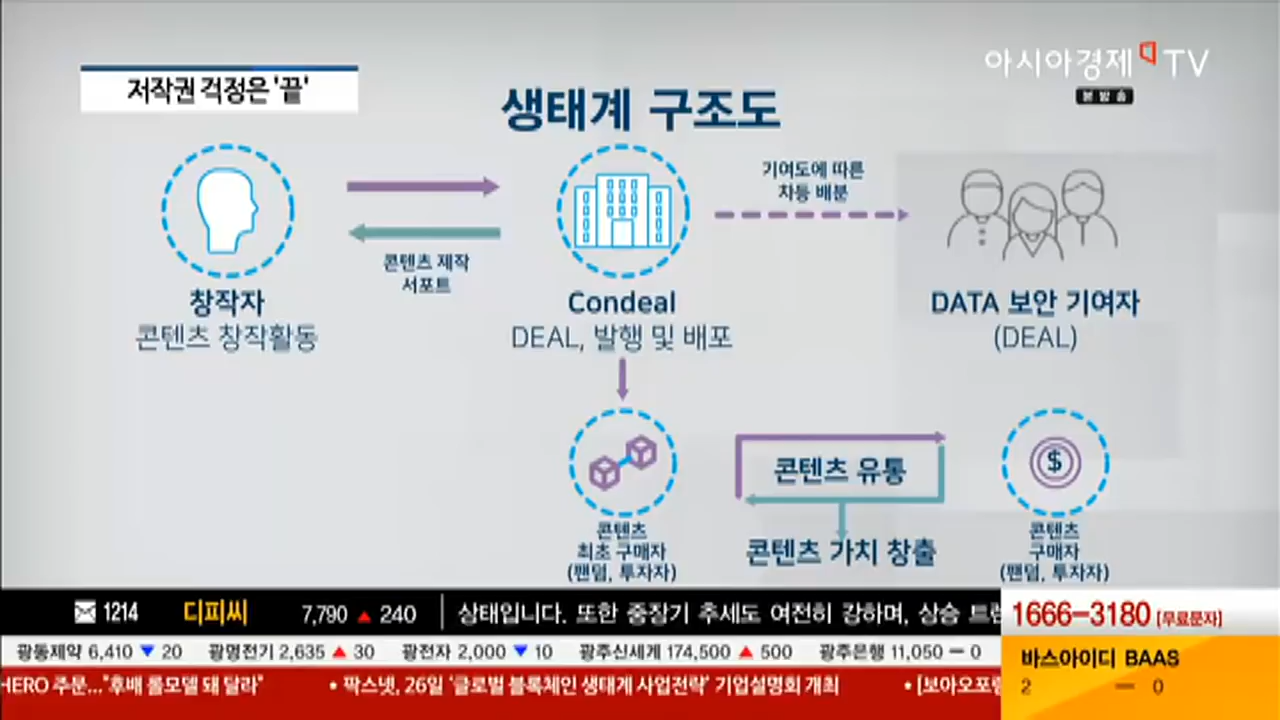 저작권 걱정은 '끝'
아시아경제 TV
본 방 송
생태계 구조도
기여도에 따른
차등 배분
콘텐츠 제작
서포트
창작자
콘텐츠 창작활동
Condeal
DEAL, 발행 및 배포
DATA 보안 기여자
(DEAL)
콘텐츠 유통
콘텐츠 가치 창출
콘텐츠
최초 구매자
(팬덤, 투자자)
콘텐츠
구매자
(팬덤, 투자자)
1214 디피씨 7,790 ▲ 240 상태입니다. 또한 중장기 추세도 여전히 강하며, 상승 트렌
1666-3180 [무료문자]
광동제약 6,410 ▼ 20 광명전기 2,635 ▲ 30 광전자 2,000 ▼ 10 광주신세계 174,500 ▲ 500 광주은행 11,050 ─ 0
바스아이디 BAAS
2 ─ 0
HERO 주문..."후배 롤모델 돼 달라" • 팍스넷, 26일 '글로벌 블록체인 생태계 사업전략' 기업설명회 개최 • [보아오포럼